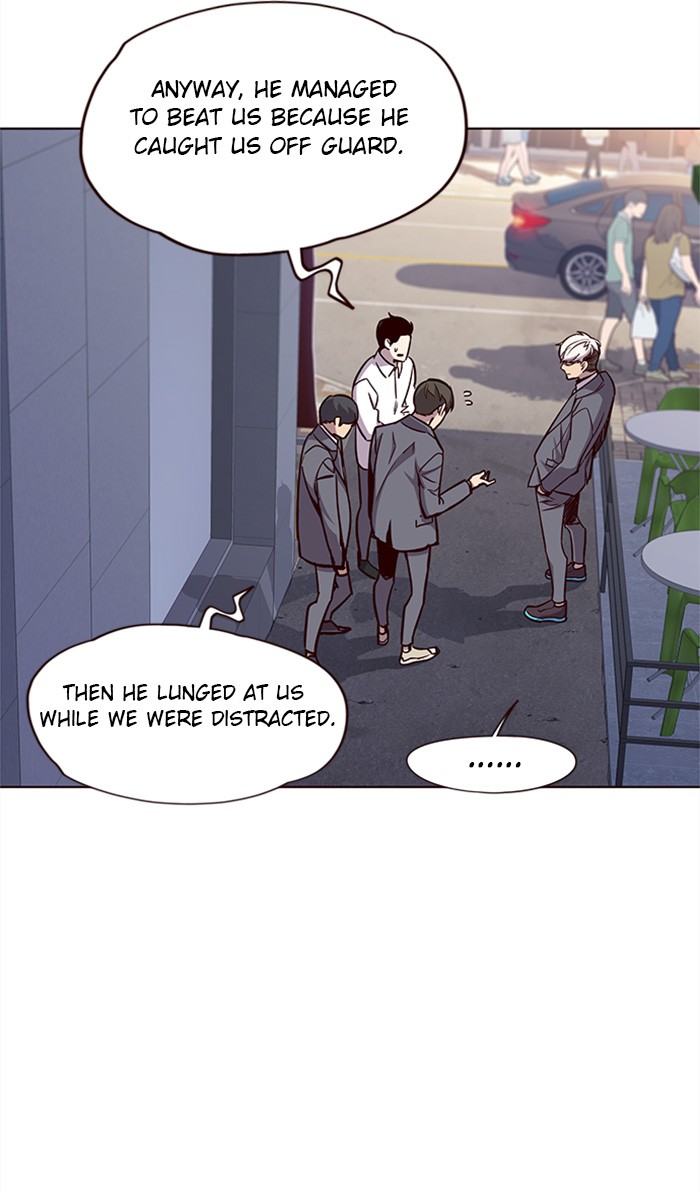 ANYWAY, HE MANAGED
TO BEAT US BECAUSE HE
CAUGHT US OFF GUARD.
THEN HE LUNGED AT US
WHILE WE WERE DISTRACTED.
......